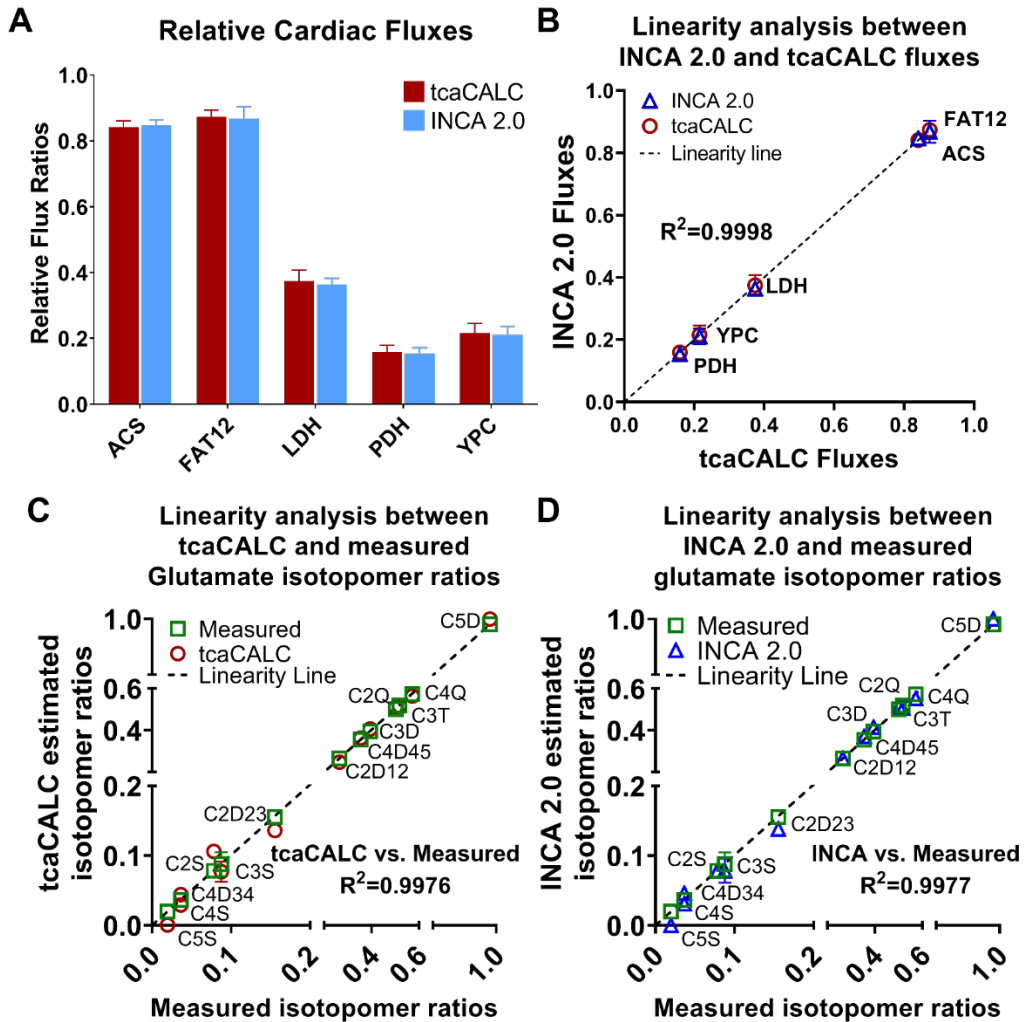 A
Relative Cardiac Fluxes
Relative Flux Ratios
1.0
0.8
0.6
0.4
0.2
0.0
tcaCALC
INCA 2.0
ACS
FAT12
LDH
PDH
YPC
B
Linearity analysis between
INCA 2.0 and tcaCALC fluxes
INCA 2.0 Fluxes
1.0
0.8
0.6
0.4
0.2
0.0
INCA 2.0
tcaCALC
Linearity line
R²=0.9998
FAT12
ACS
LDH
YPC
PDH
0.0 0.2 0.4 0.6 0.8 1.0
tcaCALC Fluxes
C
Linearity analysis between
tcaCALC and measured
Glutamate isotopomer ratios
tcaCALC estimated
isotopomer ratios
1.0
0.6
0.4
0.2
0.1
0.0
Measured
tcaCALC
Linearity Line
C5D
C2Q
C4Q
C3T
C3D
C4D45
C2D12
C2D23
C2S
C3S
C4D34
C4S
C5S
tcaCALC vs. Measured
R²=0.9976
0.0 0.1 0.2 0.4 0.6 1.0
Measured isotopomer ratios
D
Linearity analysis between
INCA 2.0 and measured
glutamate isotopomer ratios
INCA 2.0 estimated
isotopomer ratios
1.0
0.6
0.4
0.2
0.1
0.0
Measured
INCA 2.0
Linearity Line
C5D
C2Q
C4Q
C3T
C3D
C4D45
C2D12
C2D23
C2S
C3S
C4D34
C4S
C5S
INCA vs. Measured
R²=0.9977
0.0 0.1 0.2 0.4 0.6 1.0
Measured isotopomer ratios